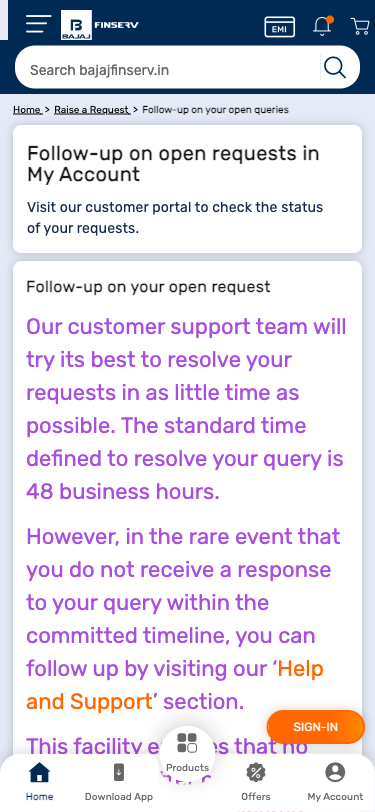 BAJAJ
FINSERV
EMI
Search bajajfinserv.in
Home > Raise a Request > Follow-up on your open queries
Follow-up on open requests in
My Account
Visit our customer portal to check the status
of your requests.
Follow-up on your open request
Our customer support team will
try its best to resolve your
requests in as little time as
possible. The standard time
defined to resolve your query is
48 business hours.
However, in the rare event that
you do not receive a response
to your query within the
committed timeline, you can
follow up by visiting our ‘Help
and Support’ section.
SIGN-IN
This facility that no
Products
Home
Download App
Offers
My Account